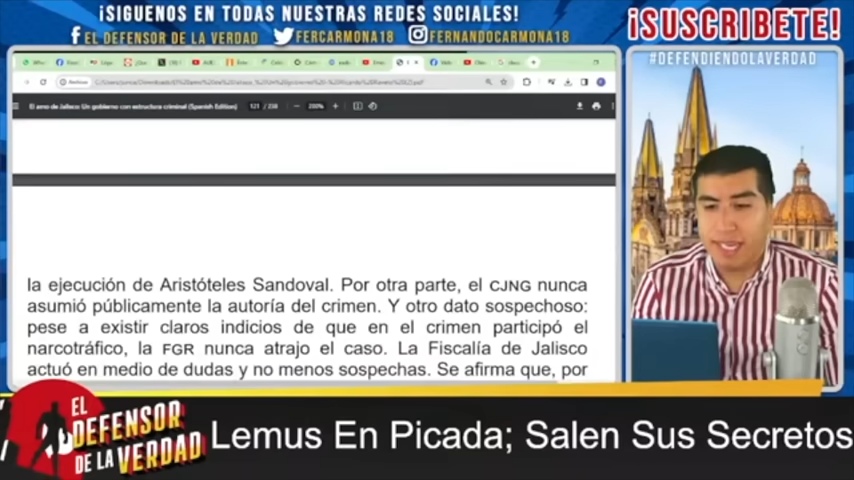 ¡SIGUENOS EN TODAS NUESTRAS REDES SOCIALES!
EL DEFENSOR DE LA VERDAD
FERCARMONA18
FERNANDOCARMONA18
¡SUSCRIBETE!
#DEFENDIENDOLAVERDAD
El amo de Jalisco: Un gobierno con estructura criminal (Spanish Edition)
200%
la ejecución de Aristóteles Sandoval. Por otra parte, el CJNG nunca
asumió públicamente la autoría del crimen. Y otro dato sospechoso:
pese a existir claros indicios de que en el crimen participó el
narcotráfico, la FGR nunca atrajo el caso. La Fiscalía de Jalisco
actuó en medio de dudas y no menos sospechas. Se afirma que, por
EL
DEFENSOR
DE LA VERDAD
Lemus En Picada; Salen Sus Secretos